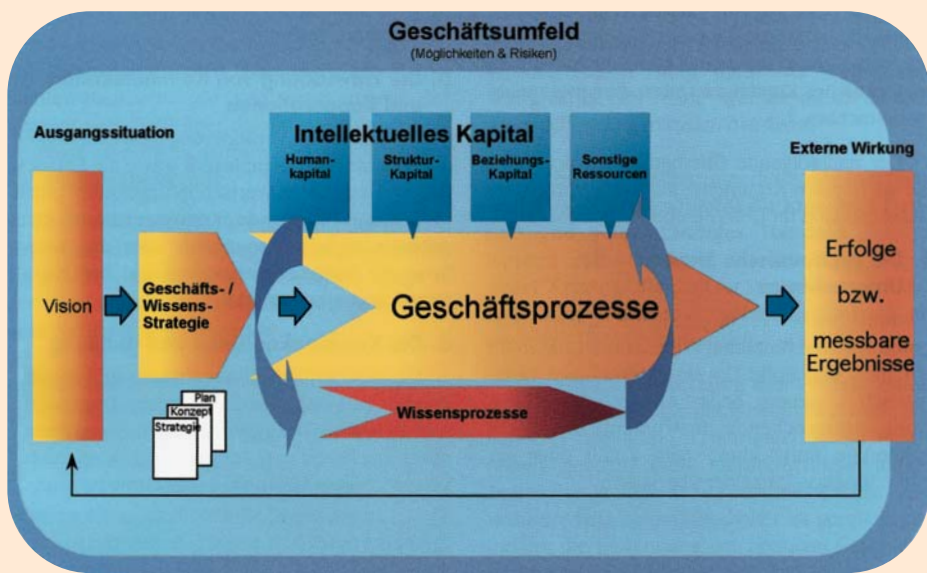 Geschäftsumfeld
(Möglichkeiten & Risiken)
Ausgangssituation
Intellektuelles Kapital
Externe Wirkung
Human-
kapital
Struktur-
Kapital
Beziehungs-
Kapital
Sonstige
Ressourcen
Vision
Geschäfts- /
Wissens-
Strategie
Geschäftsprozesse
Erfolge
bzw.
messbare
Ergebnisse
Plan
Konzept
Strategie
Wissensprozesse